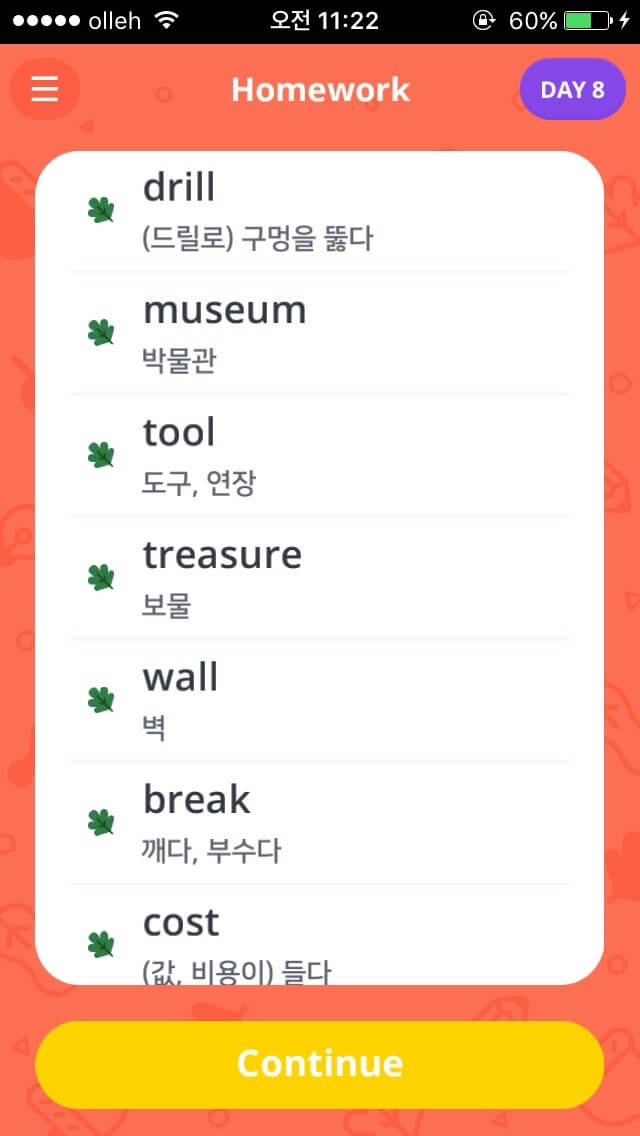 olleh 오전 11:22 60%
Homework DAY 8
drill
(드릴로) 구멍을 뚫다
museum
박물관
tool
도구, 연장
treasure
보물
wall
벽
break
깨다, 부수다
cost
(값, 비용이) 들다
Continue